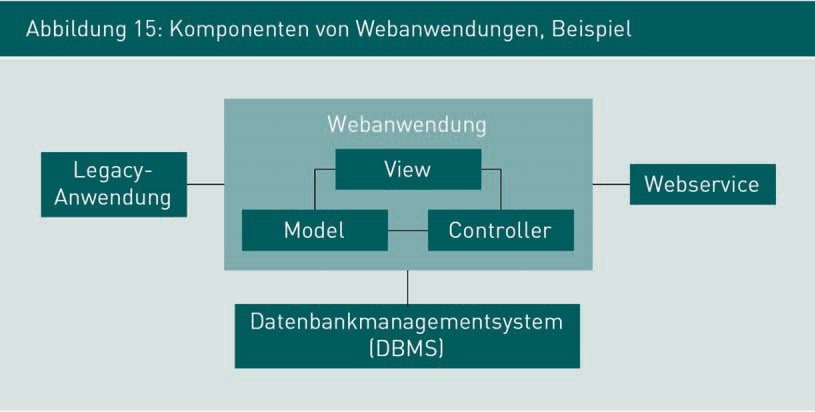 Abbildung 15: Komponenten von Webanwendungen, Beispiel
Webanwendung
Legacy-
Anwendung
View
Webservice
Model
Controller
Datenbankmanagementsystem
(DBMS)